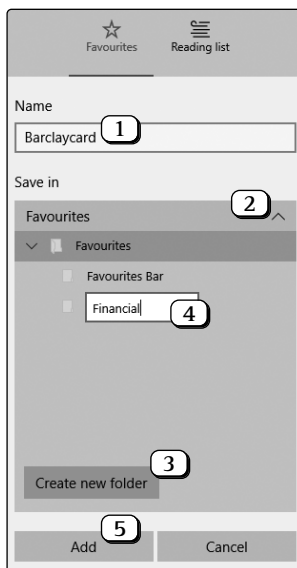 Favourites Reading list
Name
Barclaycard 1
Save in
Favourites 2
Favourites
Favourites Bar
Financial 4
3
Create new folder
5
Add Cancel